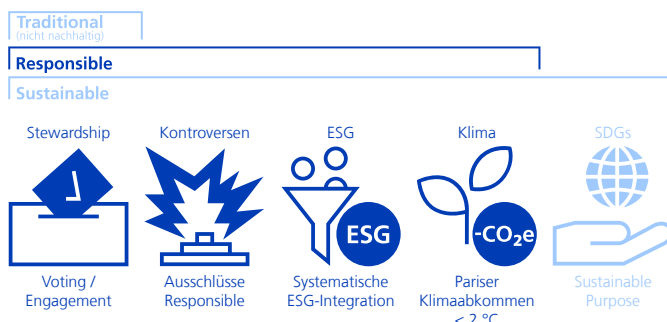 Traditional
(nicht nachhaltig)
Responsible
Sustainable
Stewardship
Kontroversen
ESG
Klima
SDGs
ESG
-CO₂e
Voting /
Engagement
Ausschlüsse
Responsible
Systematische
ESG-Integration
Pariser
Klimaabkommen
< 2 °C
Sustainable
Purpose